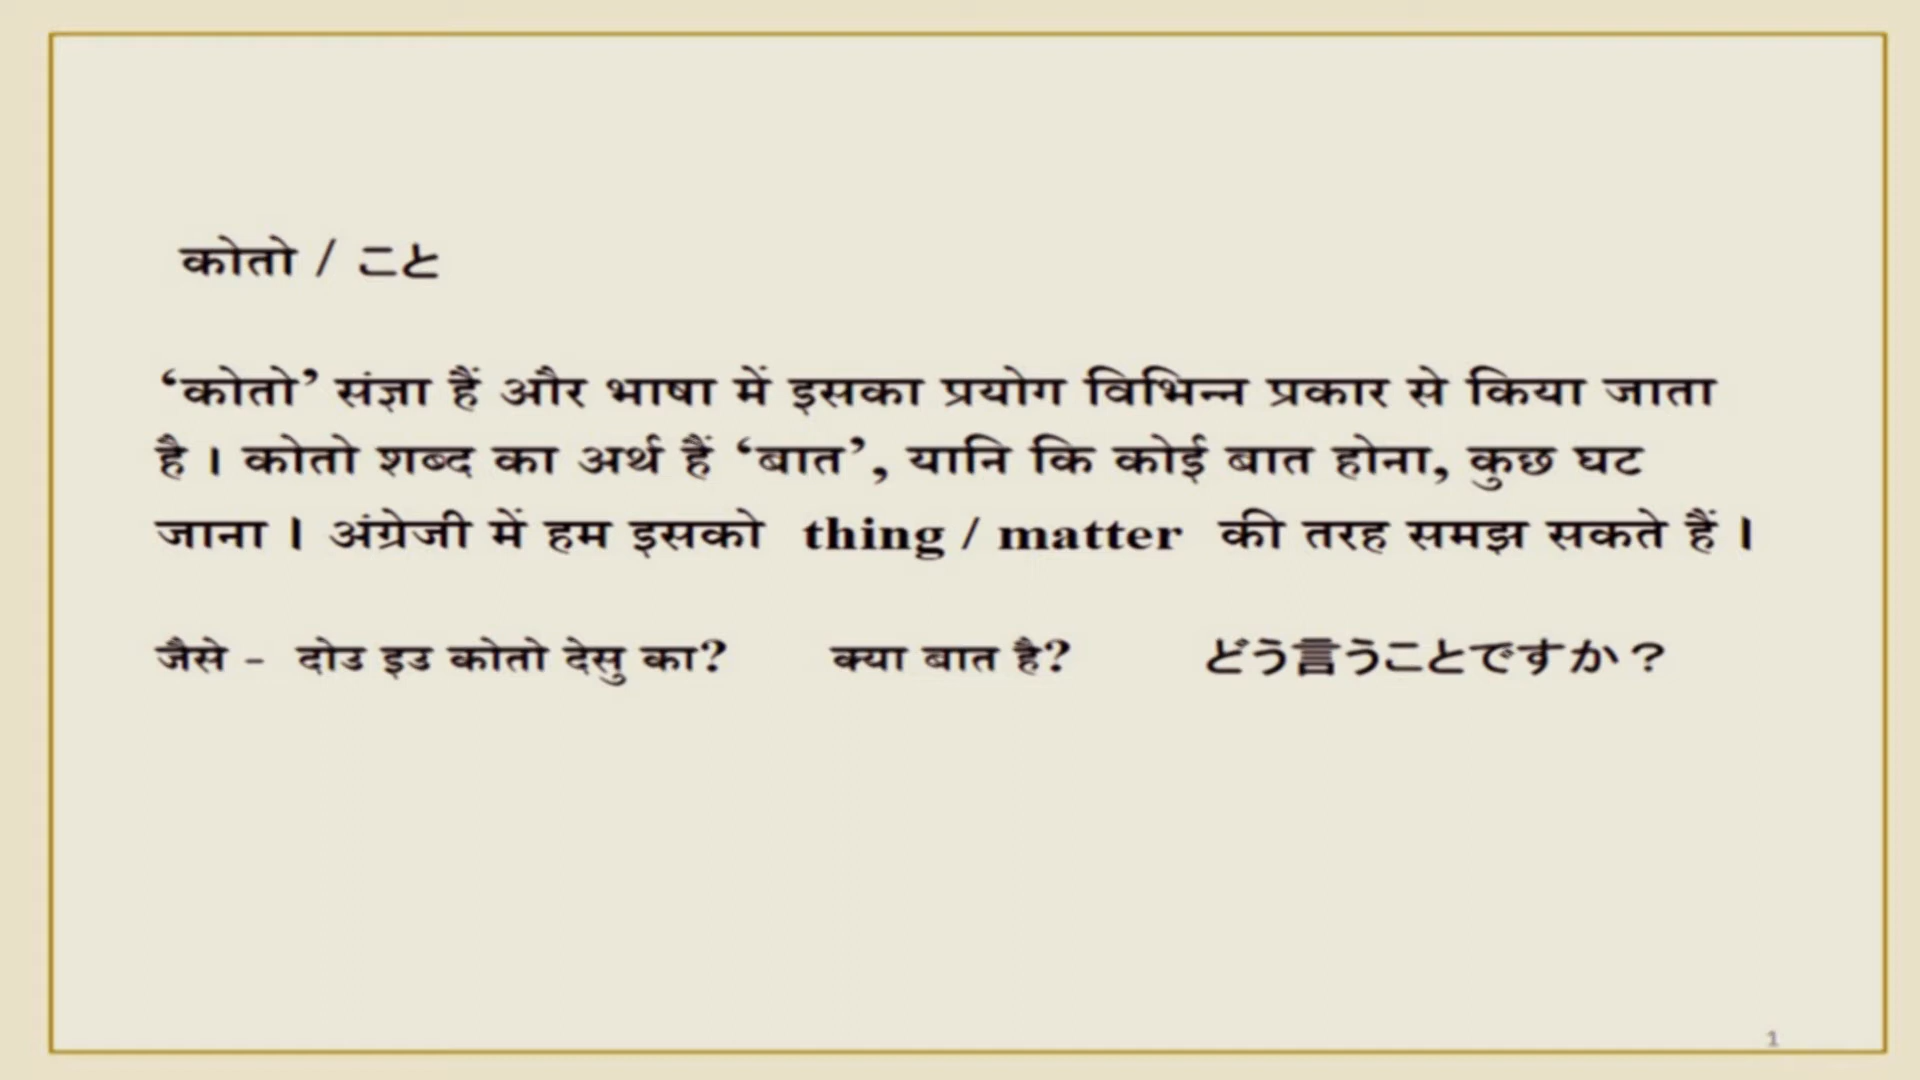 कोतो / こと
‘कोतो’ संज्ञा हैं और भाषा में इसका प्रयोग विभिन्न प्रकार से किया जाता
है । कोतो शब्द का अर्थ हैं ‘बात’, यानि कि कोई बात होना, कुछ घट
जाना । अंग्रेजी में हम इसको thing / matter की तरह समझ सकते हैं ।
जैसे - दोउ इउ कोतो देसु का? क्या बात है? どう言うことですか？
1